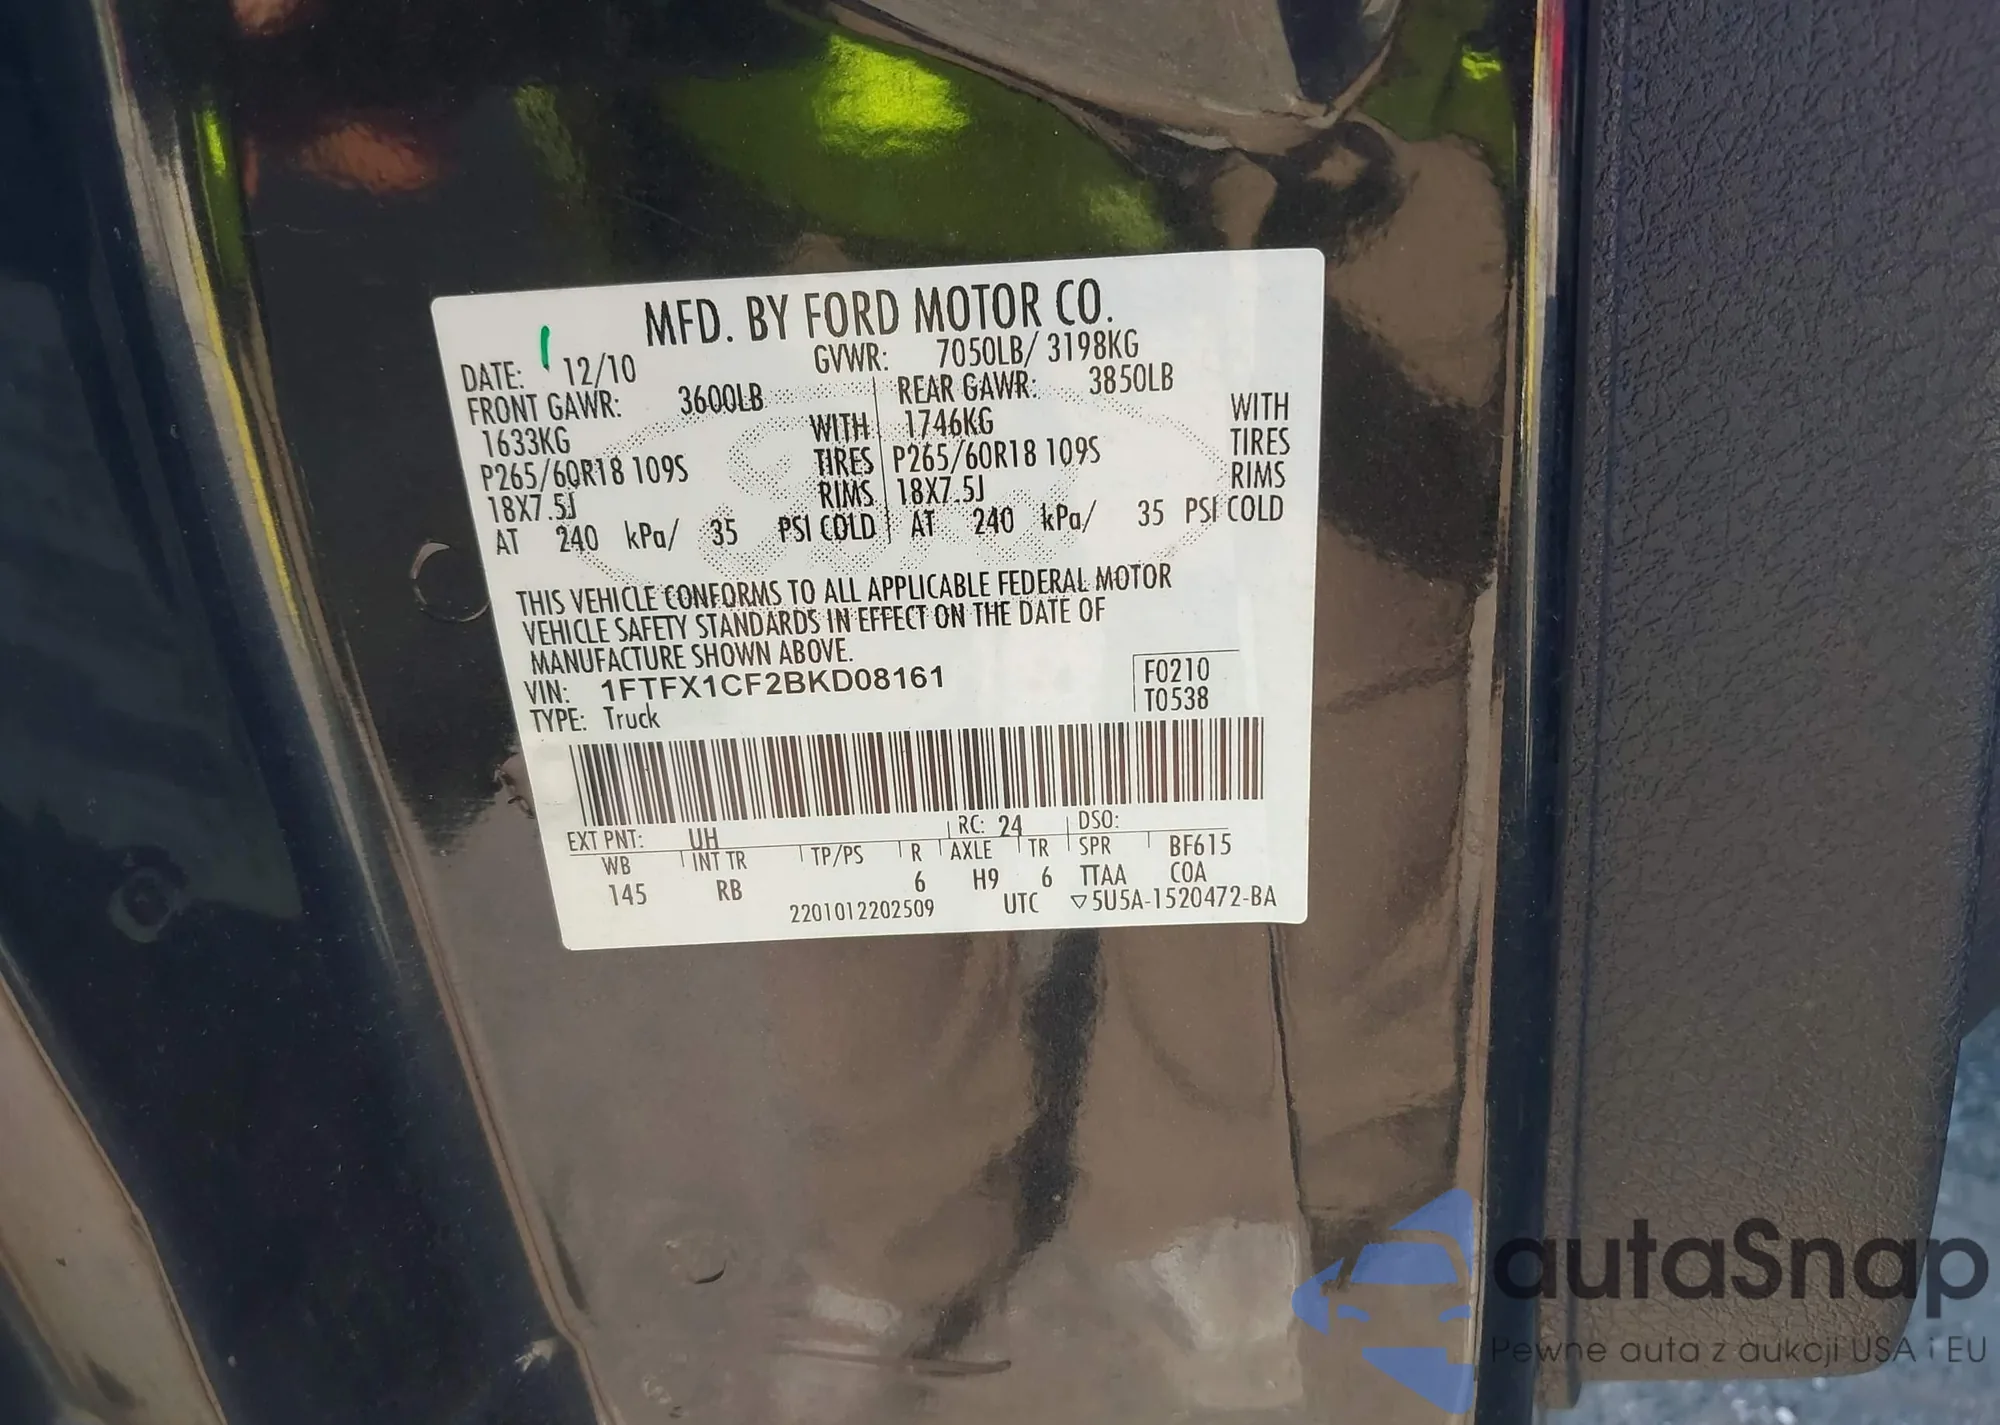 MFD. BY FORD MOTOR CO.
DATE: 12/10 GVWR: 7050LB/ 3198KG
FRONT GAWR: 3600LB REAR GAWR: 3850LB
1633KG WITH 1746KG WITH
P265/60R18 109S TIRES P265/60R18 109S TIRES
18X7.5J RIMS 18X7.5J RIMS
AT 240 kPa/ 35 PSI COLD AT 240 kPa/ 35 PSI COLD
THIS VEHICLE CONFORMS TO ALL APPLICABLE FEDERAL MOTOR
VEHICLE SAFETY STANDARDS IN EFFECT ON THE DATE OF
MANUFACTURE SHOWN ABOVE.
VIN: 1FTFX1CF2BKD08161 F0210
TYPE: Truck T0538
EXT PNT: UH RC: 24 DSO:
WB INT TR TP/PS R AXLE TR SPR BF615
145 RB 6 H9 6 TTAA COA
2201012202509 UTC ▽5U5A-1520472-BA
autaSnap
Pewne auta z aukcji USA i EU